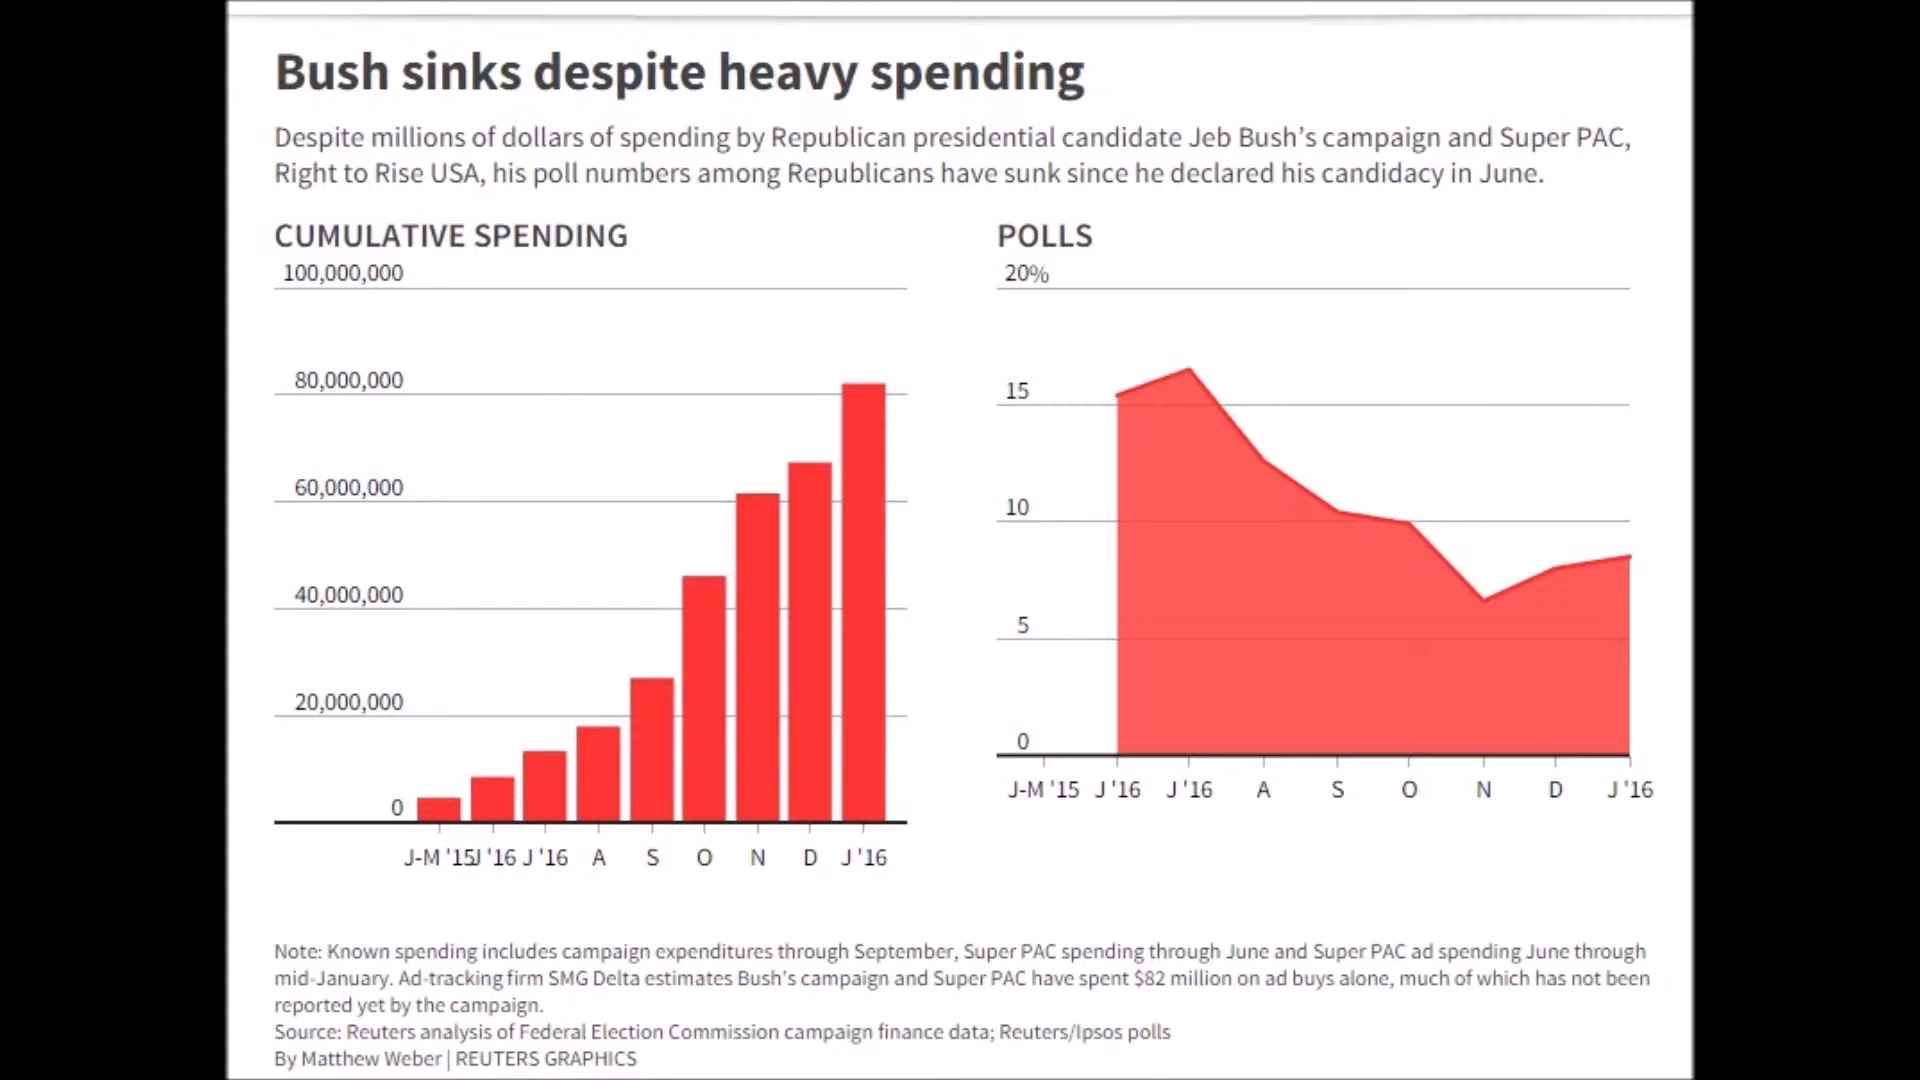 Bush sinks despite heavy spending
Despite millions of dollars of spending by Republican presidential candidate Jeb Bush's campaign and Super PAC,
Right to Rise USA, his poll numbers among Republicans have sunk since he declared his candidacy in June.
CUMULATIVE SPENDING
100,000,000
80,000,000
60,000,000
40,000,000
20,000,000
0
J-M '15 J '16 J '16 A S O N D J '16
POLLS
20%
15
10
5
0
J-M '15 J '16 J '16 A S O N D J '16
Note: Known spending includes campaign expenditures through September, Super PAC spending through June and Super PAC ad spending June through
mid-January. Ad-tracking firm SMG Delta estimates Bush's campaign and Super PAC have spent $82 million on ad buys alone, much of which has not been
reported yet by the campaign.
Source: Reuters analysis of Federal Election Commission campaign finance data; Reuters/Ipsos polls
By Matthew Weber | REUTERS GRAPHICS